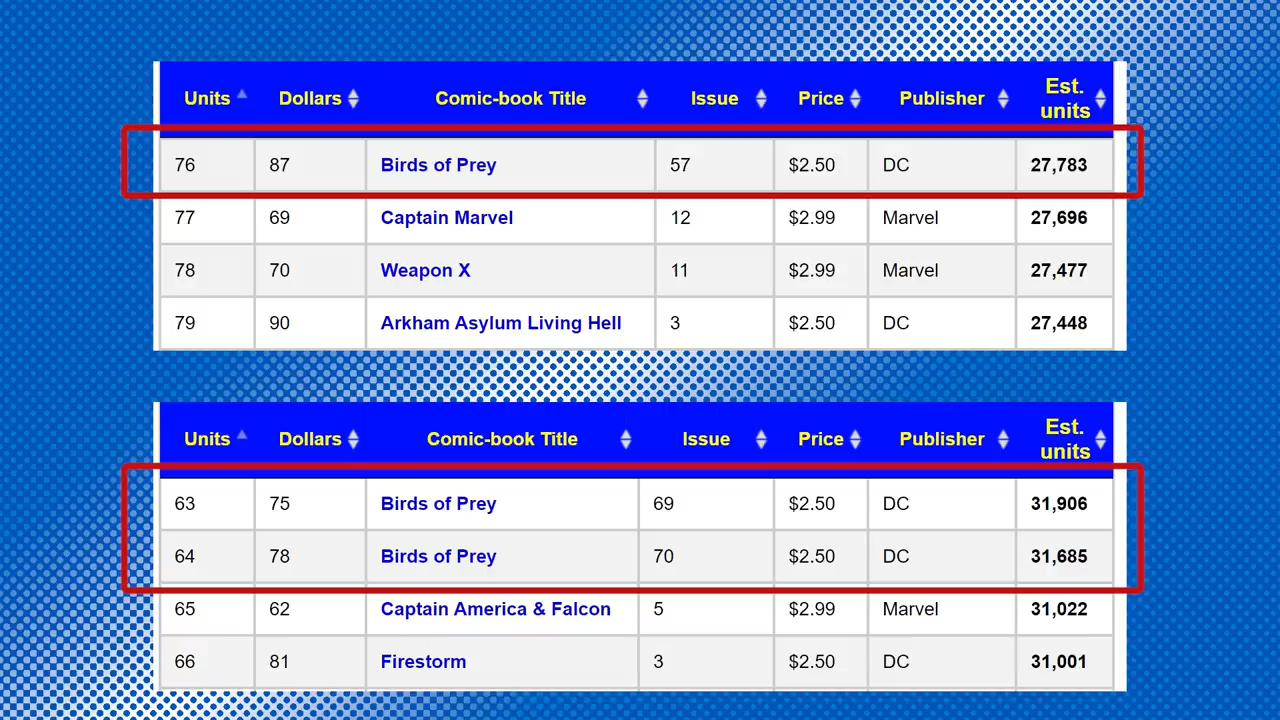 Units Dollars Comic-book Title Issue Price Publisher Est. units
76 87 Birds of Prey 57 $2.50 DC 27,783
77 69 Captain Marvel 12 $2.99 Marvel 27,696
78 70 Weapon X 11 $2.99 Marvel 27,477
79 90 Arkham Asylum Living Hell 3 $2.50 DC 27,448
Units Dollars Comic-book Title Issue Price Publisher Est. units
63 75 Birds of Prey 69 $2.50 DC 31,906
64 78 Birds of Prey 70 $2.50 DC 31,685
65 62 Captain America & Falcon 5 $2.99 Marvel 31,022
66 81 Firestorm 3 $2.50 DC 31,001